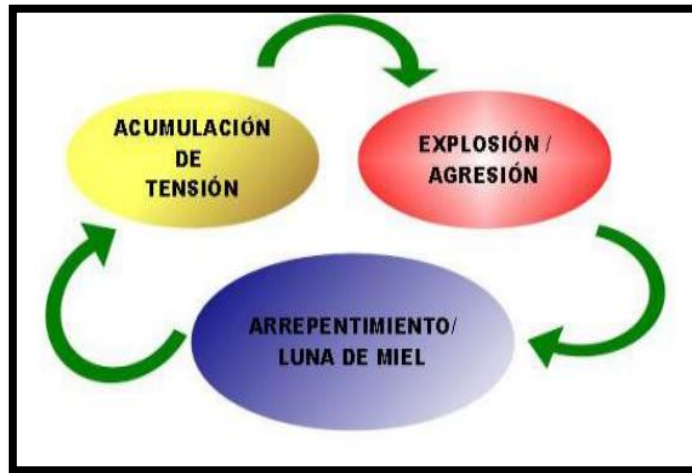 ACUMULACIÓN
DE
TENSIÓN
EXPLOSIÓN /
AGRESIÓN
ARREPENTIMIENTO/
LUNA DE MIEL